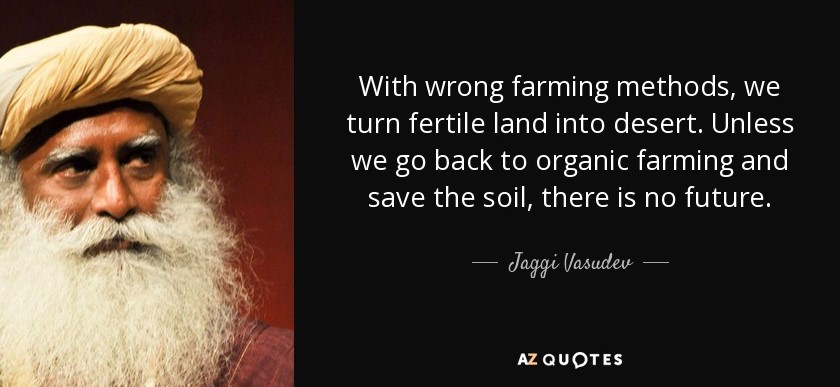 With wrong farming methods, we
turn fertile land into desert. Unless
we go back to organic farming and
save the soil, there is no future.
Jaggi Vasudev
AZ QUOTES